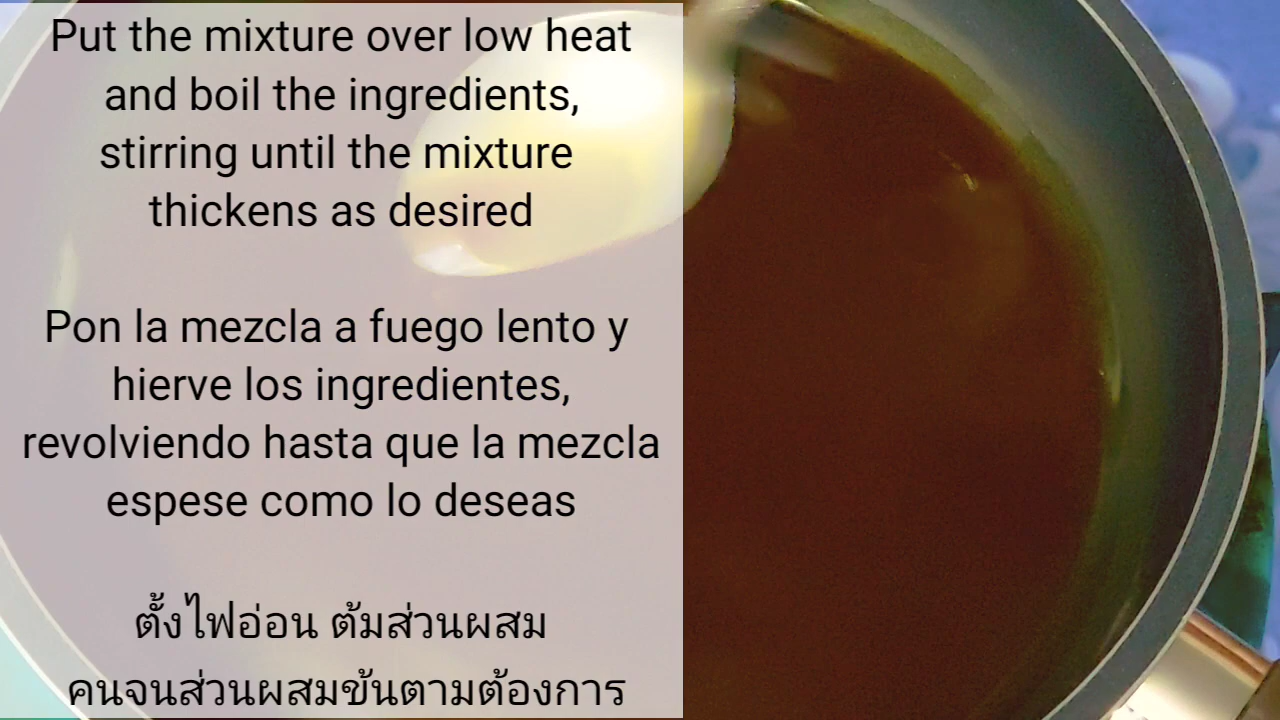 Put the mixture over low heat
and boil the ingredients,
stirring until the mixture
thickens as desired
Pon la mezcla a fuego lento y
hierve los ingredientes,
revolviendo hasta que la mezcla
espese como lo deseas
ตั้งไฟอ่อน ต้มส่วนผสม
คนจนส่วนผสมข้นตามต้องการ